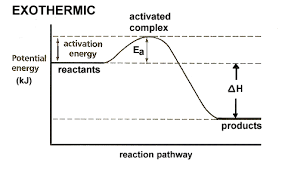 EXOTHERMIC
activated
complex
Potential
energy
(kJ)
activation
energy
Ea
reactants
ΔH
products
reaction pathway